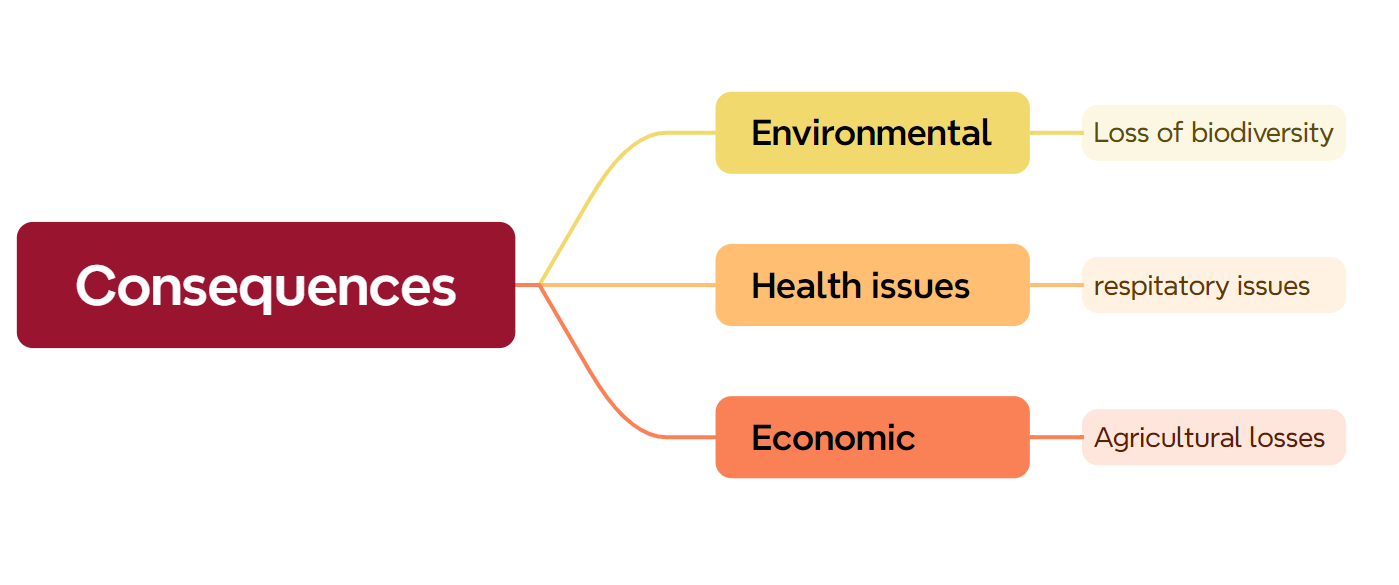 Consequences
Environmental
Loss of biodiversity
Health issues
respitatory issues
Economic
Agricultural losses